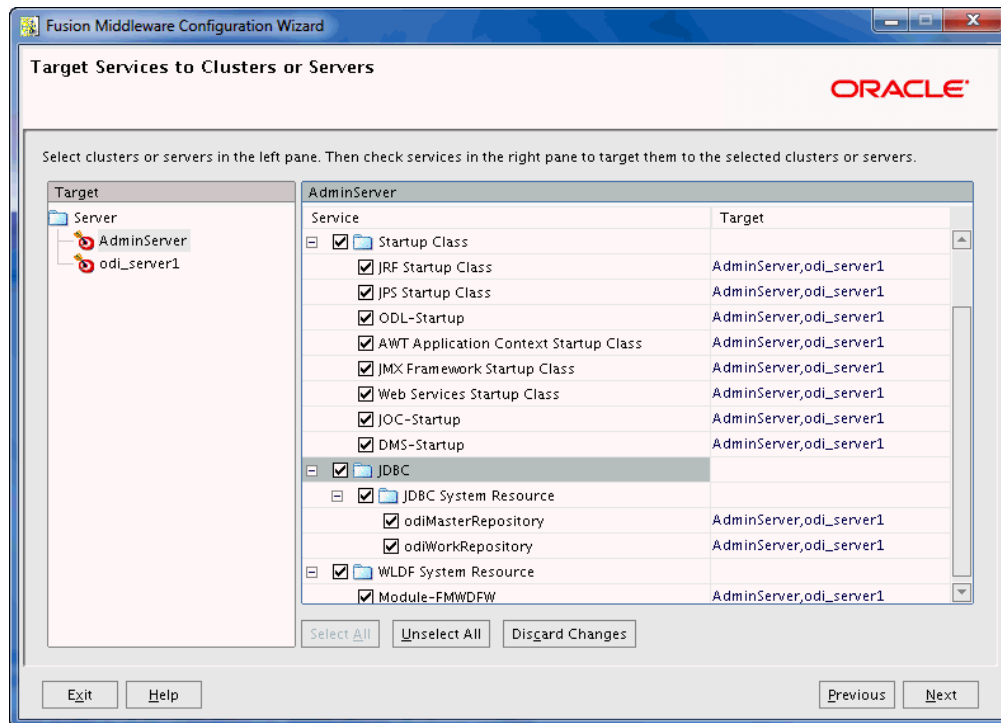 Fusion Middleware Configuration Wizard
Target Services to Clusters or Servers
ORACLE
Select clusters or servers in the left pane. Then check services in the right pane to target them to the selected clusters or servers.
Target
AdminServer
Server
Service Target
AdminServer
Startup Class
odi_server1
JRF Startup Class AdminServer,odi_server1
JPS Startup Class AdminServer,odi_server1
ODL-Startup AdminServer,odi_server1
AWT Application Context Startup Class AdminServer,odi_server1
JMX Framework Startup Class AdminServer,odi_server1
Web Services Startup Class AdminServer,odi_server1
JOC-Startup AdminServer,odi_server1
DMS-Startup AdminServer,odi_server1
JDBC
JDBC System Resource
odiMasterRepository AdminServer,odi_server1
odiWorkRepository AdminServer,odi_server1
WLDF System Resource
Module-FMWDFW AdminServer,odi_server1
Select All Unselect All Discard Changes
Exit Help Previous Next